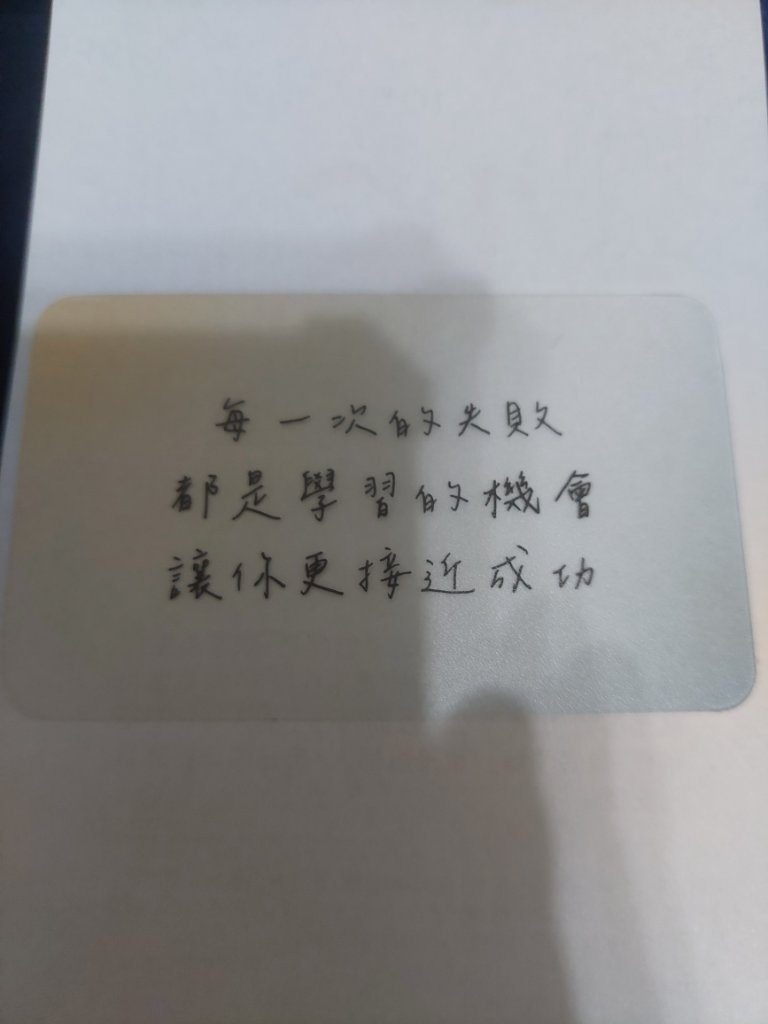 每一次的失敗
都是學習的機會
讓你更接近成功